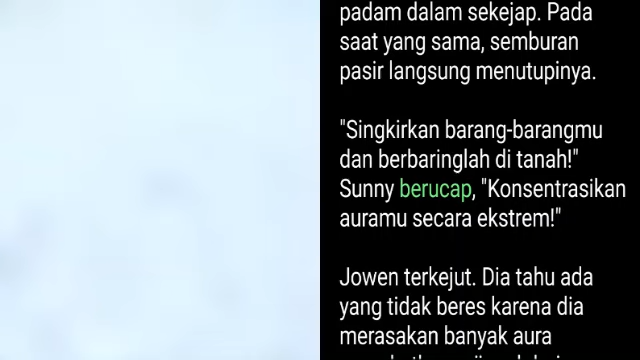 padam dalam sekejap. Pada
saat yang sama, semburan
pasir langsung menutupinya.
"Singkirkan barang-barangmu
dan berbaringlah di tanah!"
Sunny berucap, "Konsentrasikan
auramu secara ekstrem!"
Jowen terkejut. Dia tahu ada
yang tidak beres karena dia
merasakan banyak aura